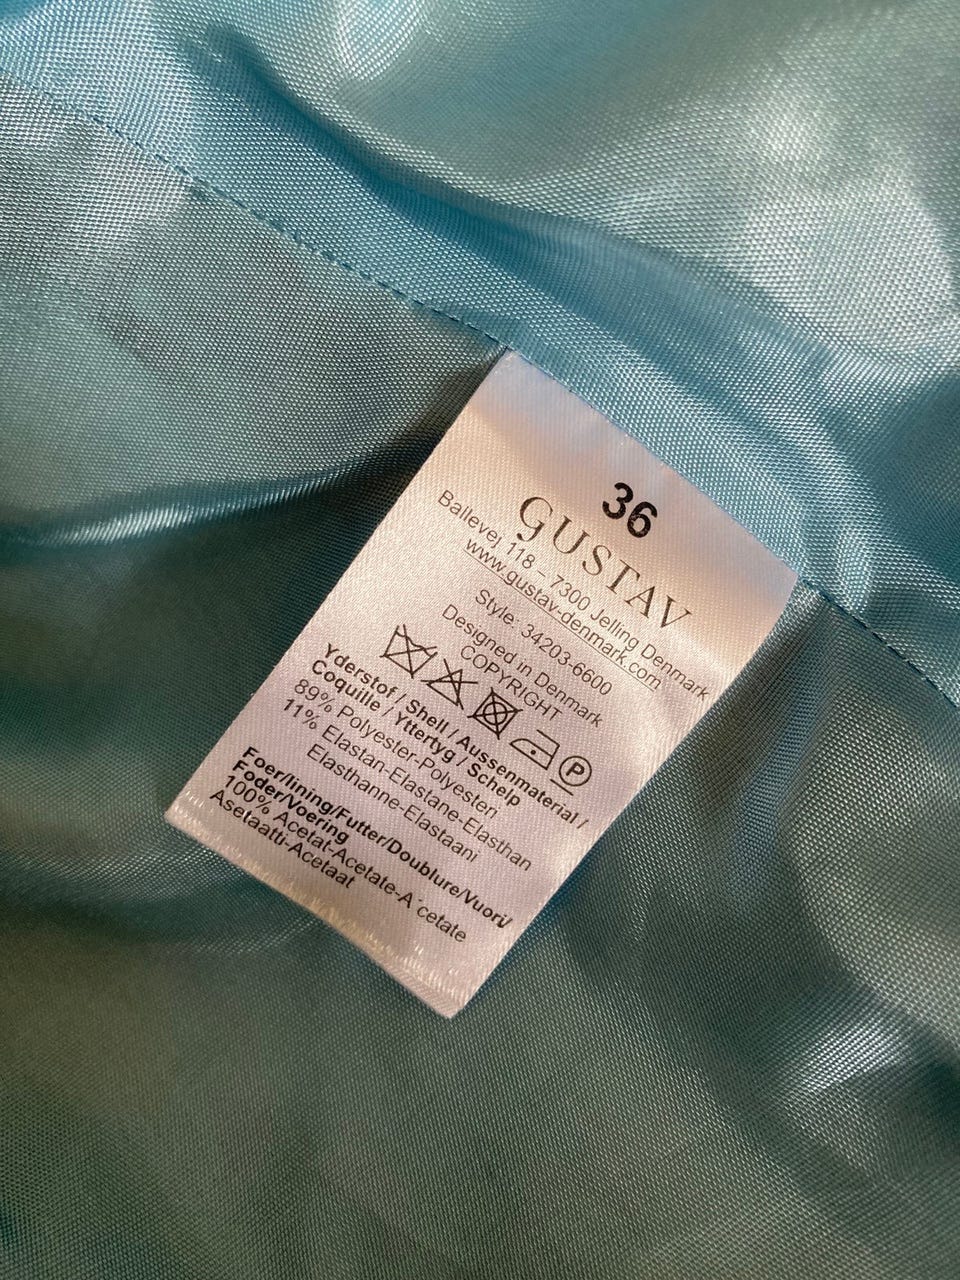 36
GUSTAV
Ballevej 118 – 7300 Jelling Denmark
www.gustav-denmark.com
Style: 34203-6600
Designed in Denmark
COPYRIGHT
P
Yderstof / Shell / Aussenmaterial /
Coquille / Yttertyg / Schelp
89% Polyester-Polyesteri
11% Elastan-Elastane-Elasthan
Elasthanne-Elastaani
Foer/lining/Futter/Doublure/Vuori/
Foder/Voering
100% Acetat-Acetate-A´cetate
Asetaatti-Acetaat